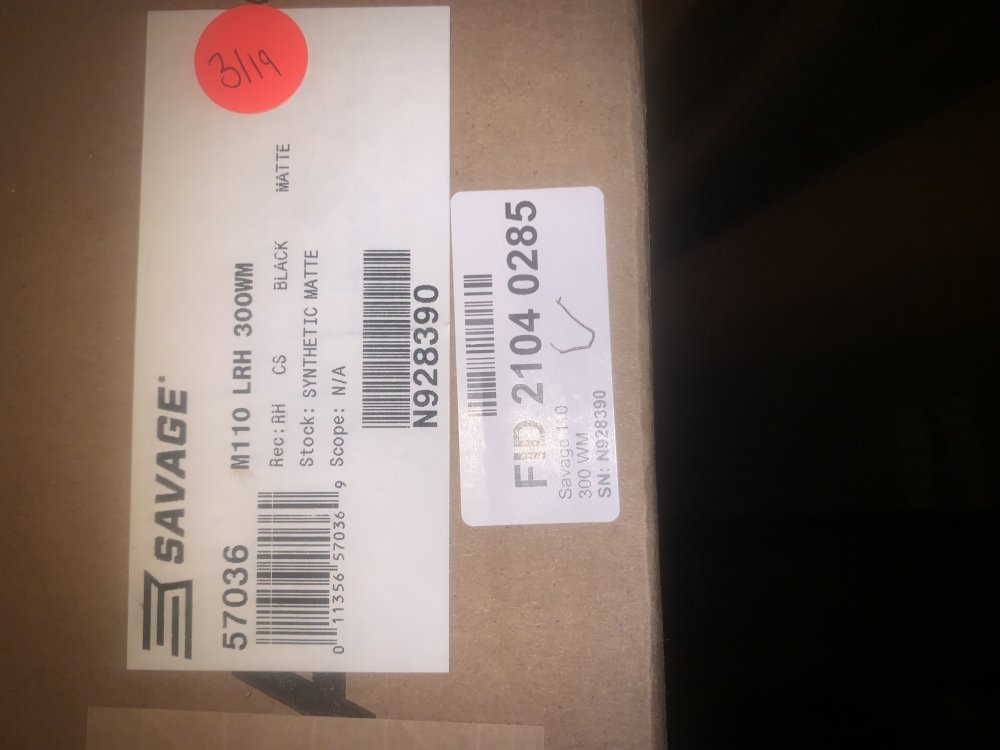 3/19
SAVAGE
57036 M110 LRH 300WM
Rec:RH CS BLACK MATTE
Stock: SYNTHETIC MATTE
Scope: N/A
0 11356 57036 9
N928390
FID 2104 0285
Savage 110
300 WM
SN: N928390